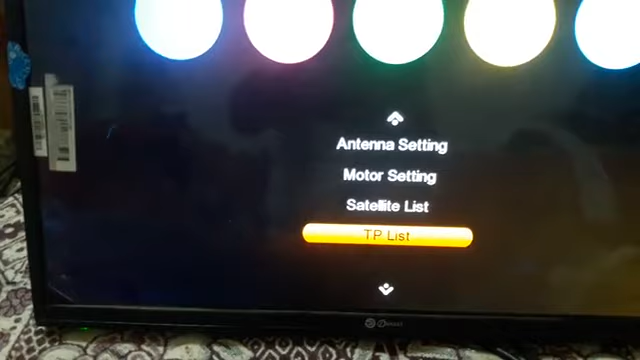 Antenna Setting
Motor Setting
Satellite List
TP List